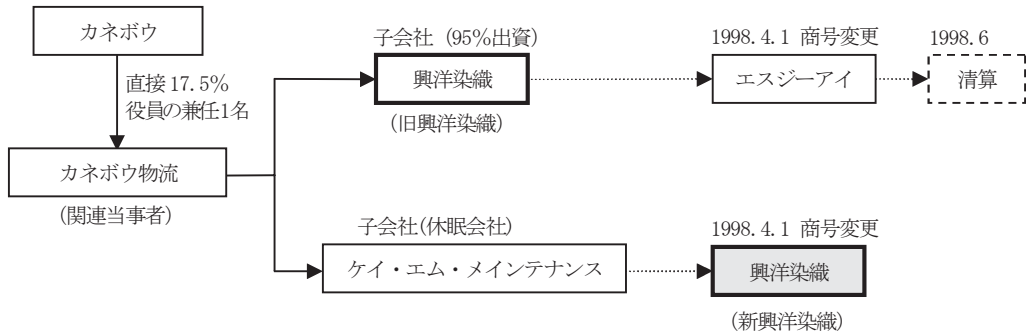 カネボウ
直接 17.5%
役員の兼任1名
カネボウ物流
(関連当事者)
子会社 (95%出資)
興洋染織
(旧興洋染織)
1998.4.1 商号変更
エスジーアイ
1998.6
清算
子会社(休眠会社)
ケイ・エム・メインテナンス
1998.4.1 商号変更
興洋染織
(新興洋染織)